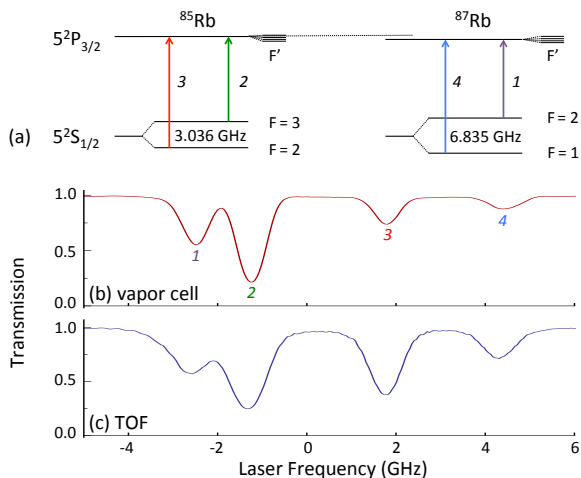 ⁸⁵Rb ⁸⁷Rb
5²P₃/₂
F' F'
3 2 4 1
(a) 5²S₁/₂
F = 3 F = 2
3.036 GHz 6.835 GHz
F = 2 F = 1
1.0
0.5
0.0
1 2 3 4
(b) vapor cell
Transmission
1.0
0.5
0.0
(c) TOF
-4 -2 0 2 4 6
Laser Frequency (GHz)